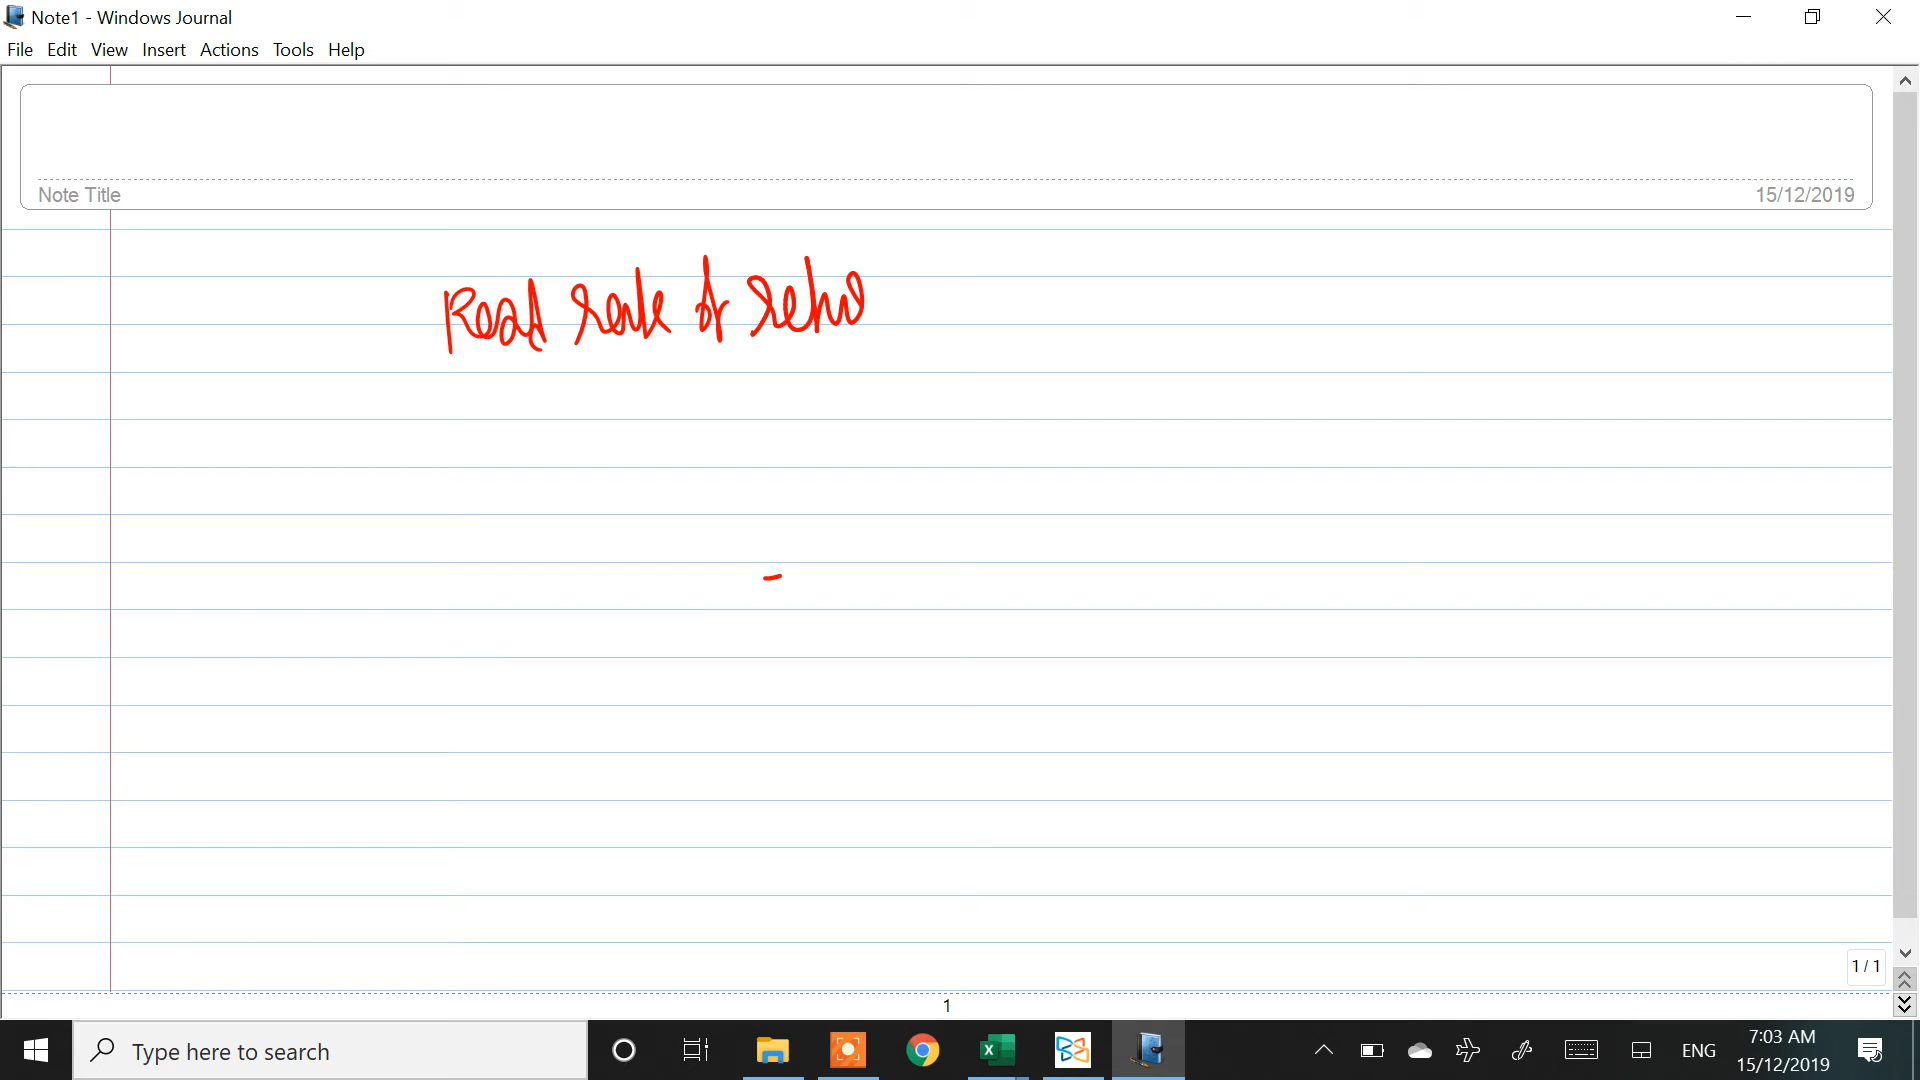 Note1 - Windows Journal
File Edit View Insert Actions Tools Help
Note Title 15/12/2019
Real rate of
1 / 1
1
Type here to search
ENG
7:03 AM
15/12/2019